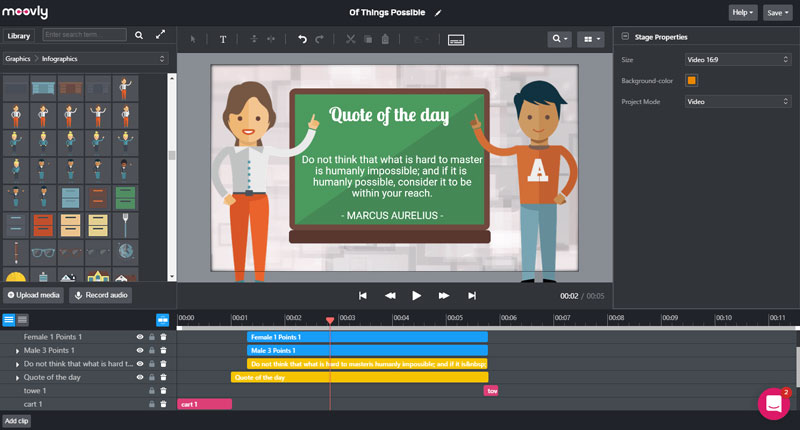 moovly
Of Things Possible
Help
Save
Library
Enter search term...
Graphics
Infographics
T
Stage Properties
Size
Video 16:9
Background-color
Project Mode
Video
Quote of the day
Do not think that what is hard to master
is humanly impossible; and if it is
humanly possible, consider it to be
within your reach.
- MARCUS AURELIUS -
A
Upload media
Record audio
00:02 / 00:05
00:00
00:01
00:02
00:03
00:04
00:05
00:06
00:07
00:08
00:09
00:10
00:11
Female 1 Points 1
Female 1 Points 1
Male 3 Points 1
Male 3 Points 1
Do not think that what is hard t...
Do not think that what is hard to master&nbsp;is humanly impossible; and if it is&nbsp;
Quote of the day
Quote of the day
towe 1
tov
cart 1
cart 1
Add clip
2